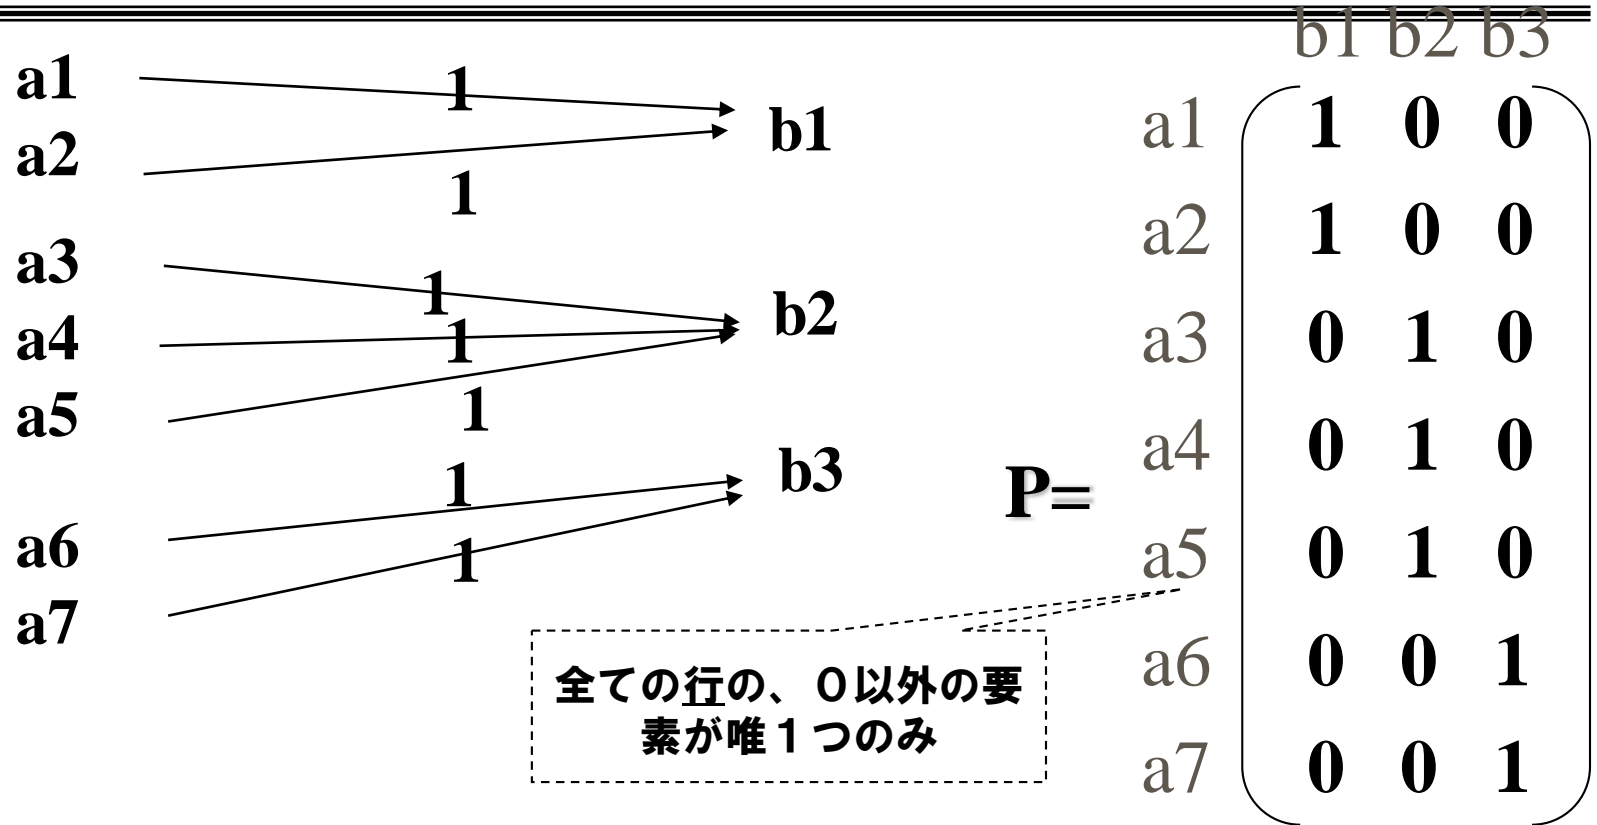 a1
1
a2
1
b1
a3
1
a4
1
a5
1
b2
a6
1
a7
1
b3
P=
b1 b2 b3
a1 1 0 0
a2 1 0 0
a3 0 1 0
a4 0 1 0
a5 0 1 0
a6 0 0 1
a7 0 0 1
全ての行の、０以外の要
素が唯１つのみ